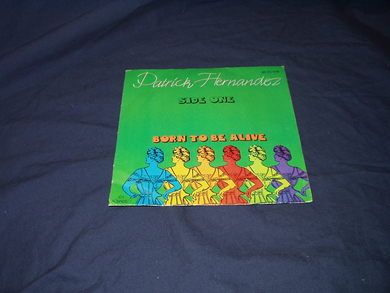 Patrick Hernandez
SIDE ONE
BORN TO BE ALIVE